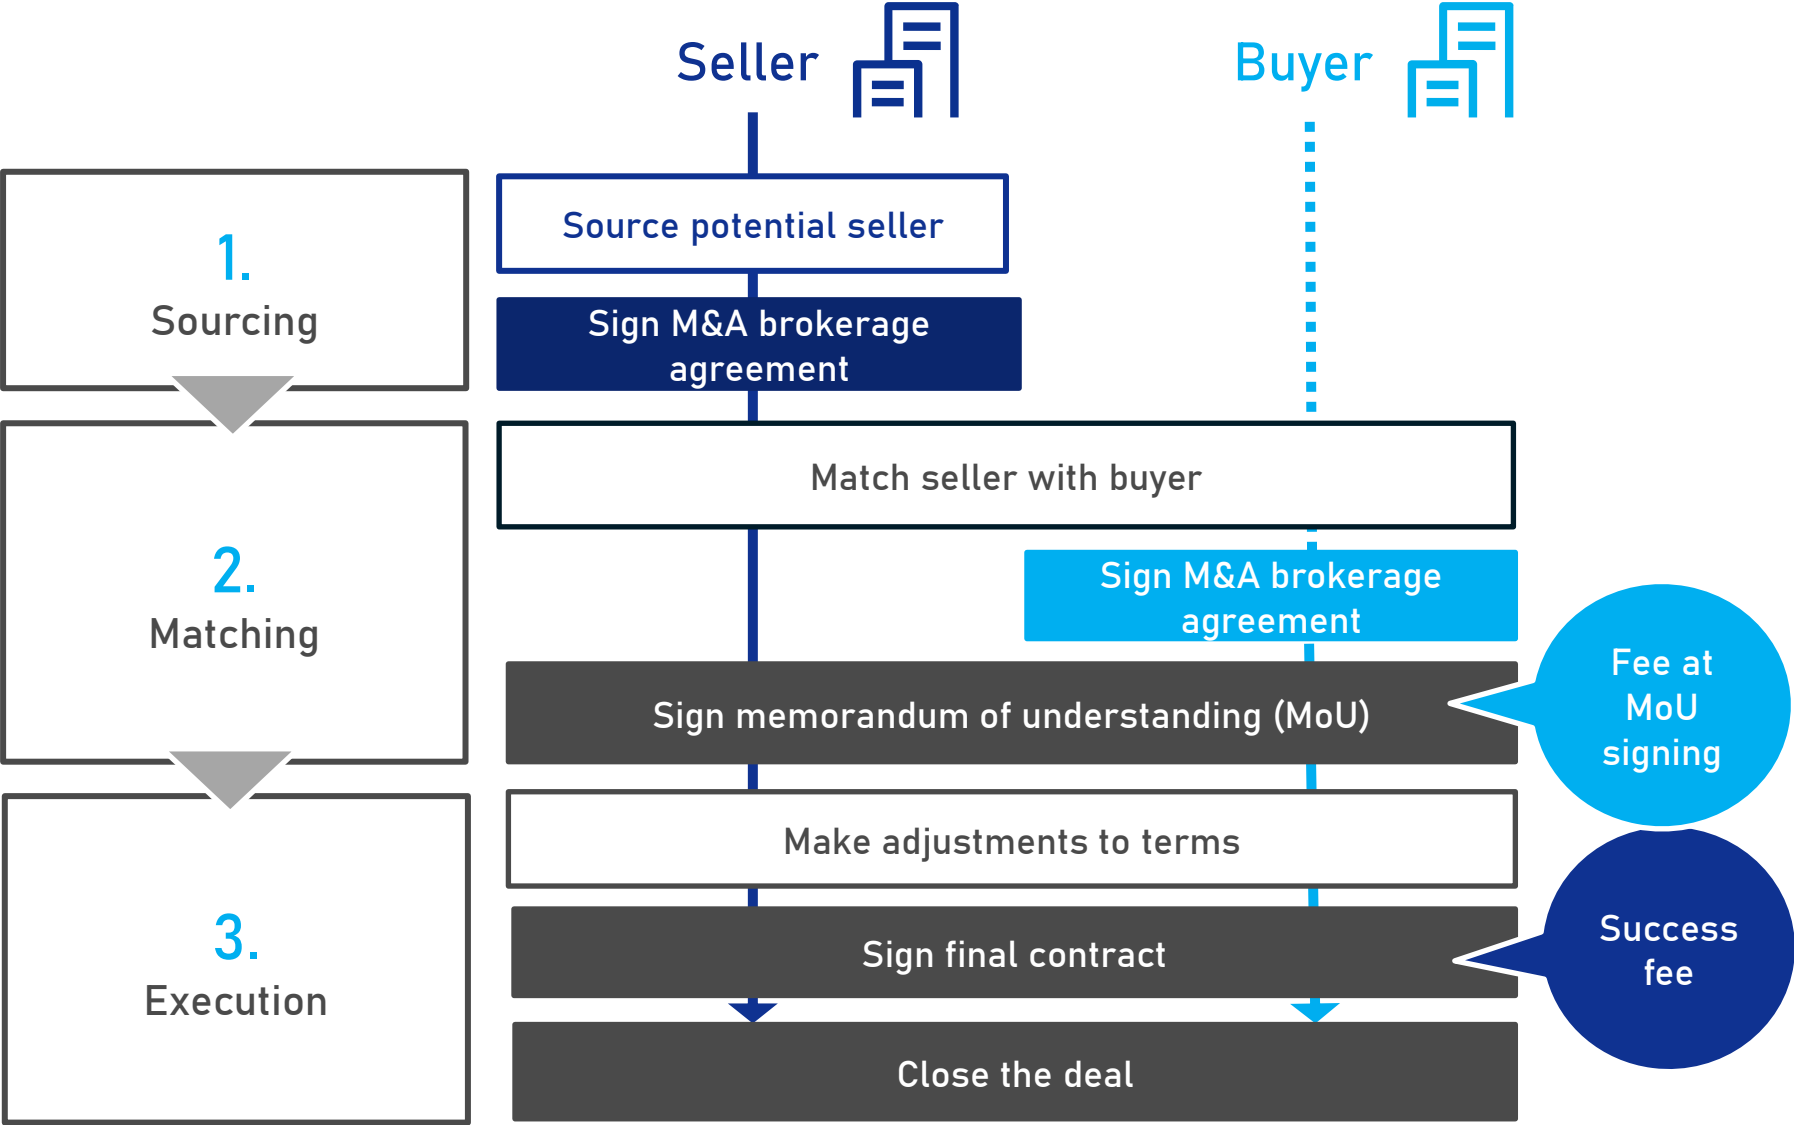 Seller
Buyer
1.
Sourcing
Source potential seller
Sign M&A brokerage
agreement
2.
Matching
Match seller with buyer
Sign M&A brokerage
agreement
Sign memorandum of understanding (MoU)
Fee at
MoU
signing
3.
Execution
Make adjustments to terms
Sign final contract
Success
fee
Close the deal